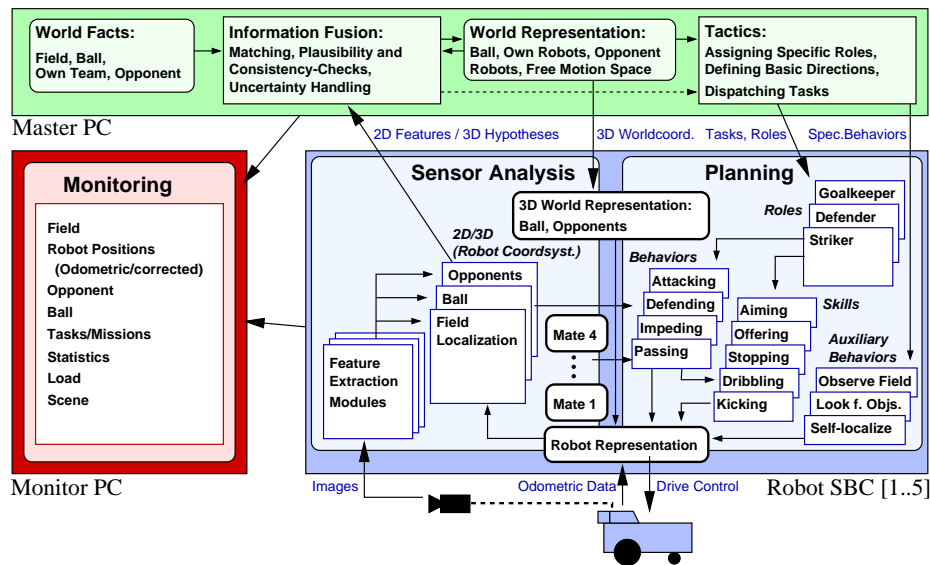 World Facts:
Field, Ball,
Own Team, Opponent
Information Fusion:
Matching, Plausibility and
Consistency-Checks,
Uncertainty Handling
World Representation:
Ball, Own Robots, Opponent
Robots, Free Motion Space
Tactics:
Assigning Specific Roles,
Defining Basic Directions,
Dispatching Tasks
Master PC
2D Features / 3D Hypotheses
3D Worldcoord.
Tasks, Roles
Spec.Behaviors
Monitoring
Field
Robot Positions
(Odometric/corrected)
Opponent
Ball
Tasks/Missions
Statistics
Load
Scene
Monitor PC
Sensor Analysis
Planning
3D World Representation:
Ball, Opponents
2D/3D
(Robot Coordsyst.)
Opponents
Ball
Field
Localization
Feature
Extraction
Modules
Mate 4
Mate 1
Behaviors
Attacking
Defending
Impeding
Passing
Roles
Goalkeeper
Defender
Striker
Skills
Aiming
Offering
Stopping
Dribbling
Kicking
Auxiliary
Behaviors
Observe Field
Look f. Objs.
Self-localize
Robot Representation
Images
Odometric Data
Drive Control
Robot SBC [1..5]